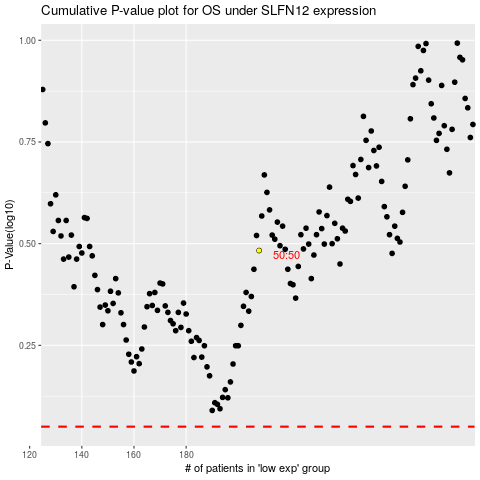 Cumulative P-value plot for OS under SLFN12 expression
P-Value(log10)
1.00
0.75
0.50
0.25
50:50
120 140 160 180
# of patients in 'low exp' group